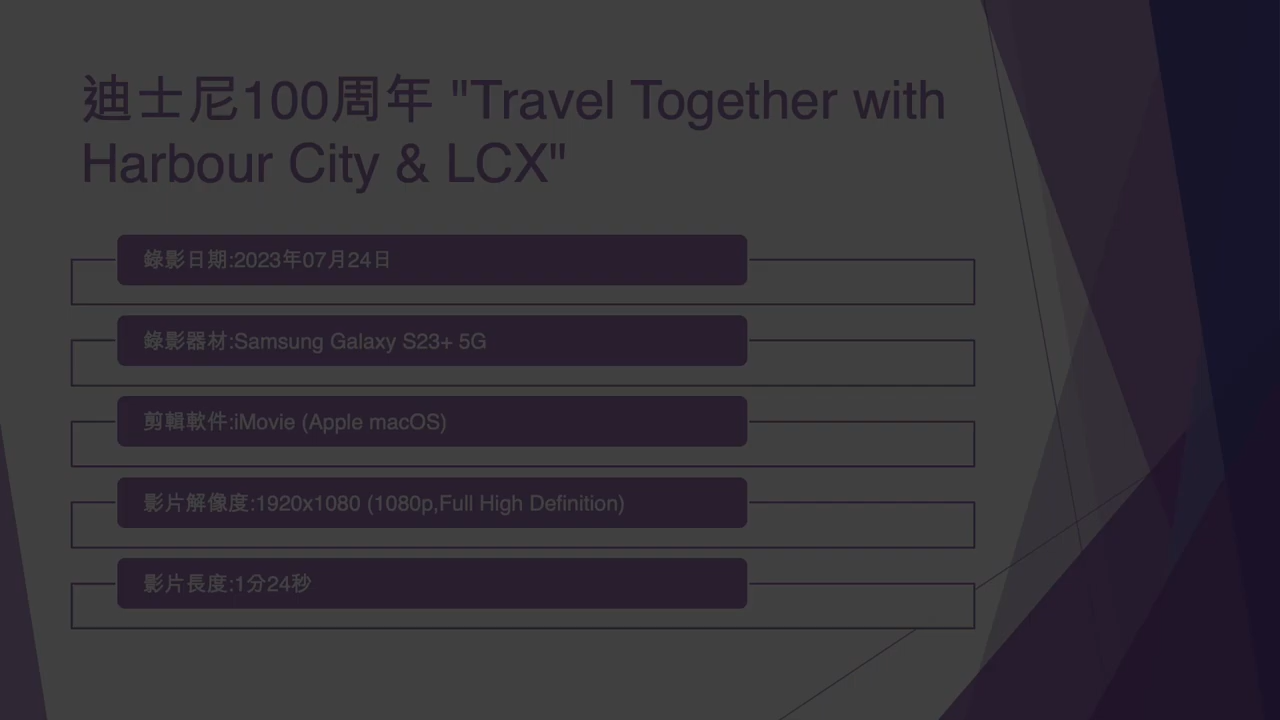 迪士尼100周年 "Travel Together with
Harbour City & LCX"
錄影日期:2023年07月24日
錄影器材:Samsung Galaxy S23+ 5G
剪輯軟件:iMovie (Apple macOS)
影片解像度:1920x1080 (1080p,Full High Definition)
影片長度:1分24秒